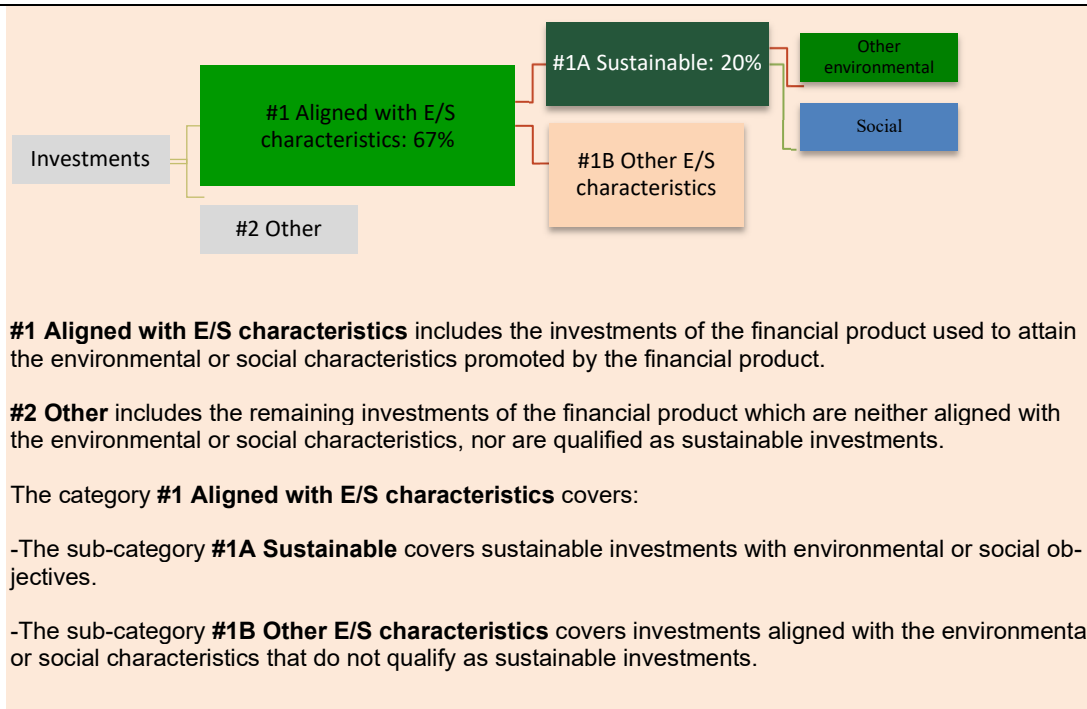 Other
environmental
#1A Sustainable: 20%
#1 Aligned with E/S
characteristics: 67%
Social
Investments
#1B Other E/S
characteristics
#2 Other
#1 Aligned with E/S characteristics includes the investments of the financial product used to attain
the environmental or social characteristics promoted by the financial product.
#2 Other includes the remaining investments of the financial product which are neither aligned with
the environmental or social characteristics, nor are qualified as sustainable investments.
The category #1 Aligned with E/S characteristics covers:
-The sub-category #1A Sustainable covers sustainable investments with environmental or social ob-
jectives.
-The sub-category #1B Other E/S characteristics covers investments aligned with the environmenta
or social characteristics that do not qualify as sustainable investments.